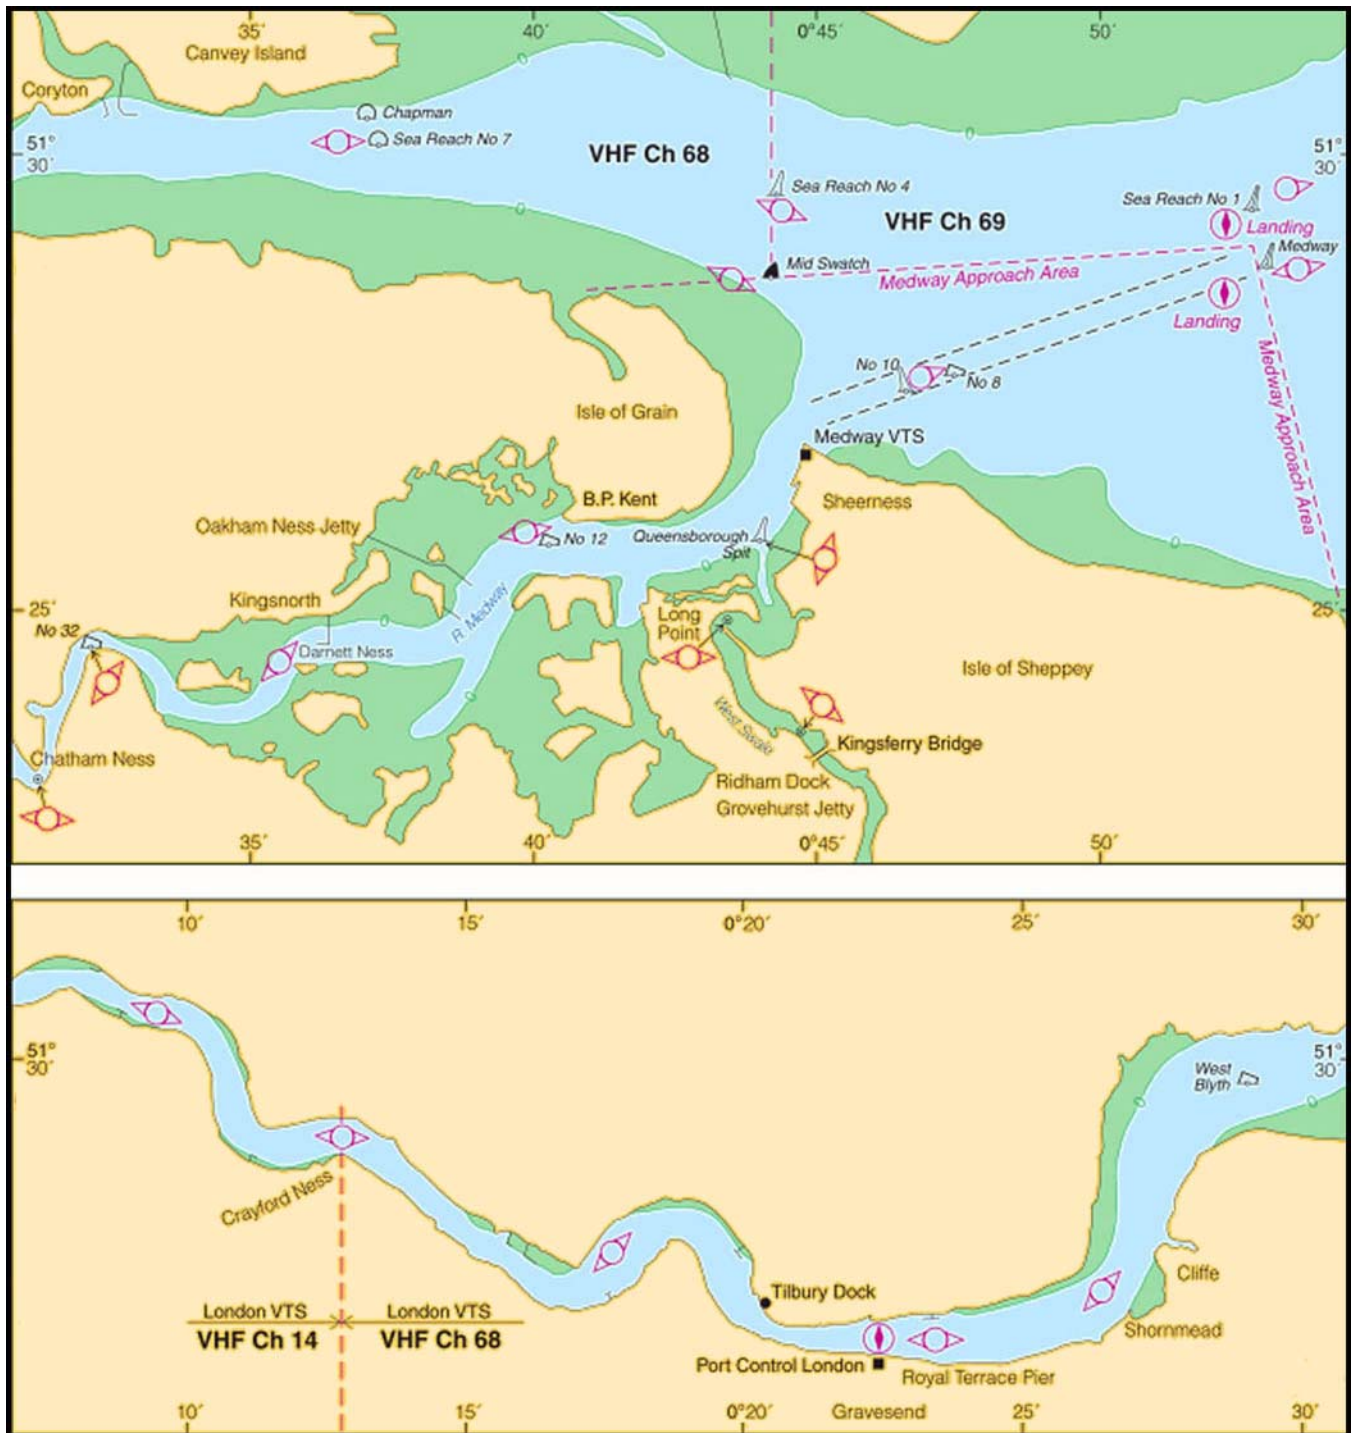 35´
40´
0°45´
50´
Canvey Island
Coryton
Chapman
Sea Reach No 7
51°
30´
VHF Ch 68
51°
30´
Sea Reach No 4
Sea Reach No 1
VHF Ch 69
Landing
Medway
Mid Swatch
Medway Approach Area
Landing
Medway Approach Area
No 10
No 8
Isle of Grain
Medway VTS
B.P. Kent
Sheerness
Oakham Ness Jetty
No 12
Queensborough
Spit
Kingsnorth
R. Medway
25´
25´
No 32
Long
Point
Darnett Ness
Isle of Sheppey
West Swale
Kingsferry Bridge
Chatham Ness
Ridham Dock
Grovehurst Jetty
35´
40´
0°45´
50´
10´
15´
0°20´
25´
30´
51°
30´
51°
30´
West
Blyth
Crayford Ness
Cliffe
Tilbury Dock
London VTS
London VTS
VHF Ch 14
VHF Ch 68
Shornmead
Port Control London
Royal Terrace Pier
10´
15´
0°20´
Gravesend
25´
30´